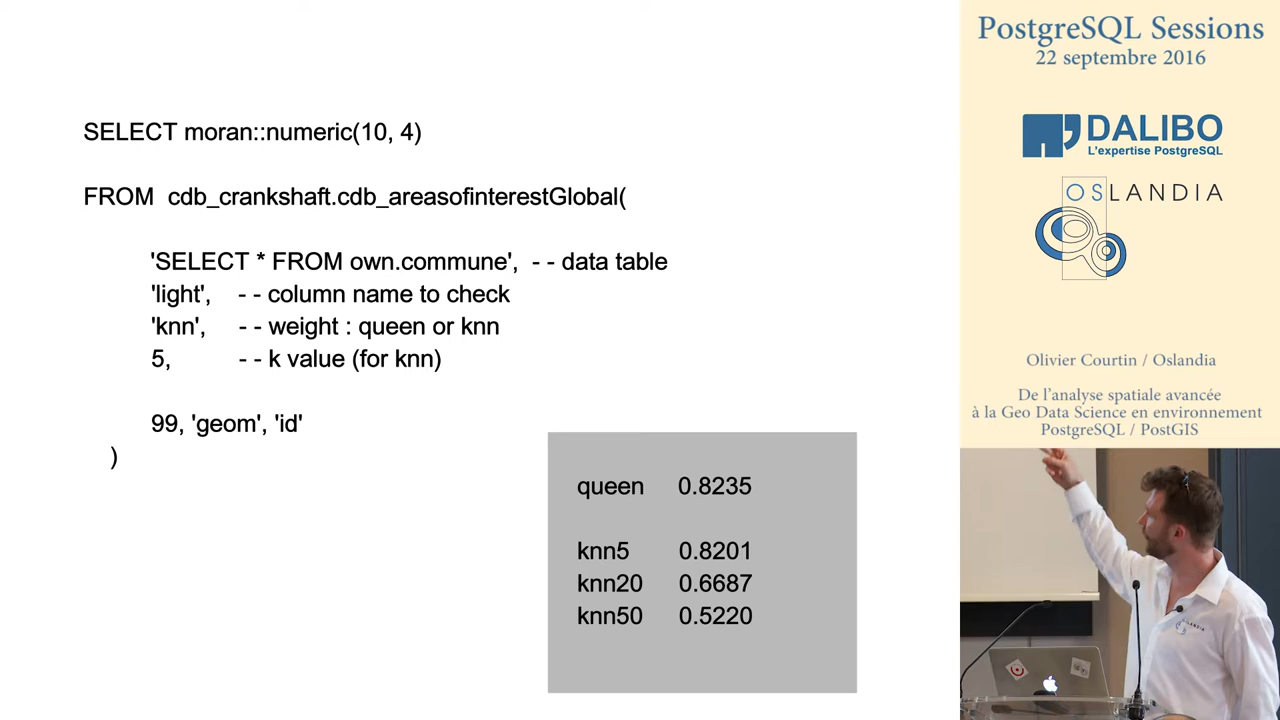 SELECT moran::numeric(10, 4)
FROM cdb_crankshaft.cdb_areasofinterestGlobal(
'SELECT * FROM own.commune', - - data table
'light', - - column name to check
'knn', - - weight : queen or knn
5, - - k value (for knn)
99, 'geom', 'id'
)
queen 0.8235
knn5 0.8201
knn20 0.6687
knn50 0.5220
PostgreSQL Sessions
22 septembre 2016
DALIBO
L'expertise PostgreSQL
OSLANDIA
Olivier Courtin / Oslandia
De l'analyse spatiale avancée
à la Geo Data Science en environnement
PostgreSQL / PostGIS
OSLANDIA